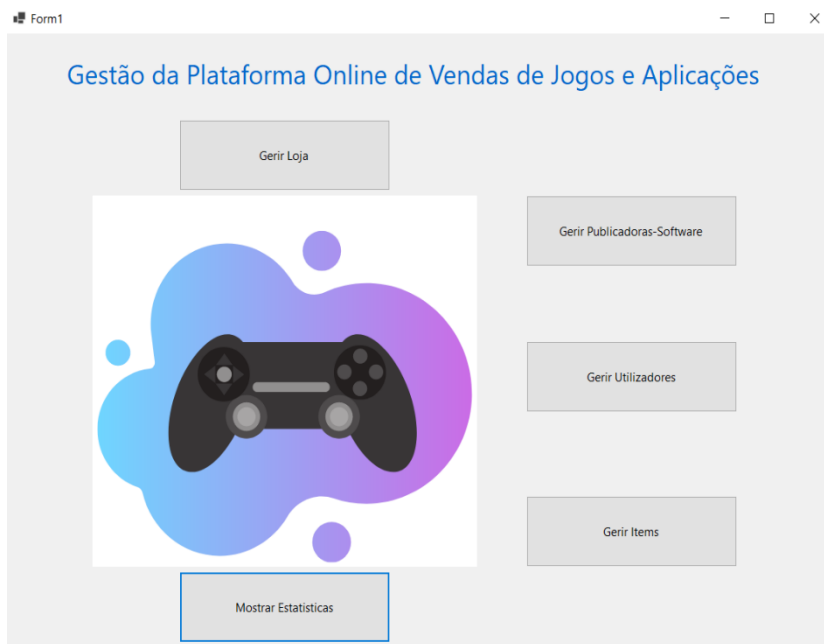 Form1
Gestão da Plataforma Online de Vendas de Jogos e Aplicações
Gerir Loja
Gerir Publicadoras-Software
Gerir Utilizadores
Gerir Items
Mostrar Estatisticas